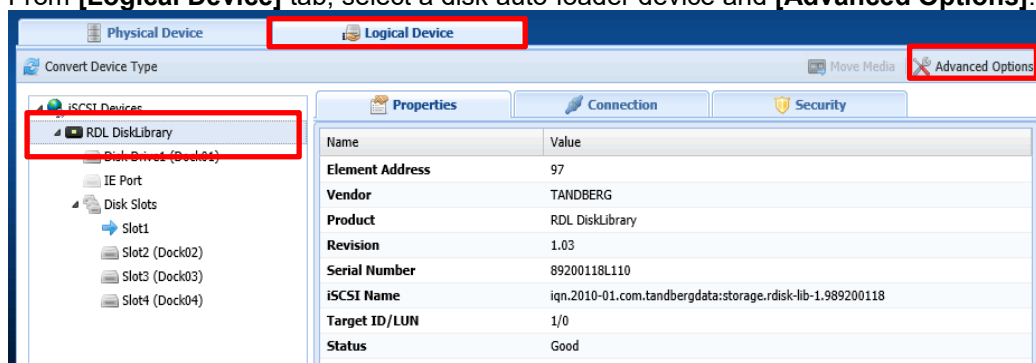 From [Logical Device] tab, select a disk auto loader device and [Advanced Options].
Physical Device
Logical Device
Convert Device Type
Move Media
Advanced Options
iSCSI Devices
RDL DiskLibrary
Disk Drive1 (Dock01)
IE Port
Disk Slots
Slot1
Slot2 (Dock02)
Slot3 (Dock03)
Slot4 (Dock04)
Properties
Connection
Security
Name Value
Element Address 97
Vendor TANDBERG
Product RDL DiskLibrary
Revision 1.03
Serial Number 89200118L110
iSCSI Name iqn.2010-01.com.tandbergdata:storage.rdisk-lib-1.989200118
Target ID/LUN 1/0
Status Good